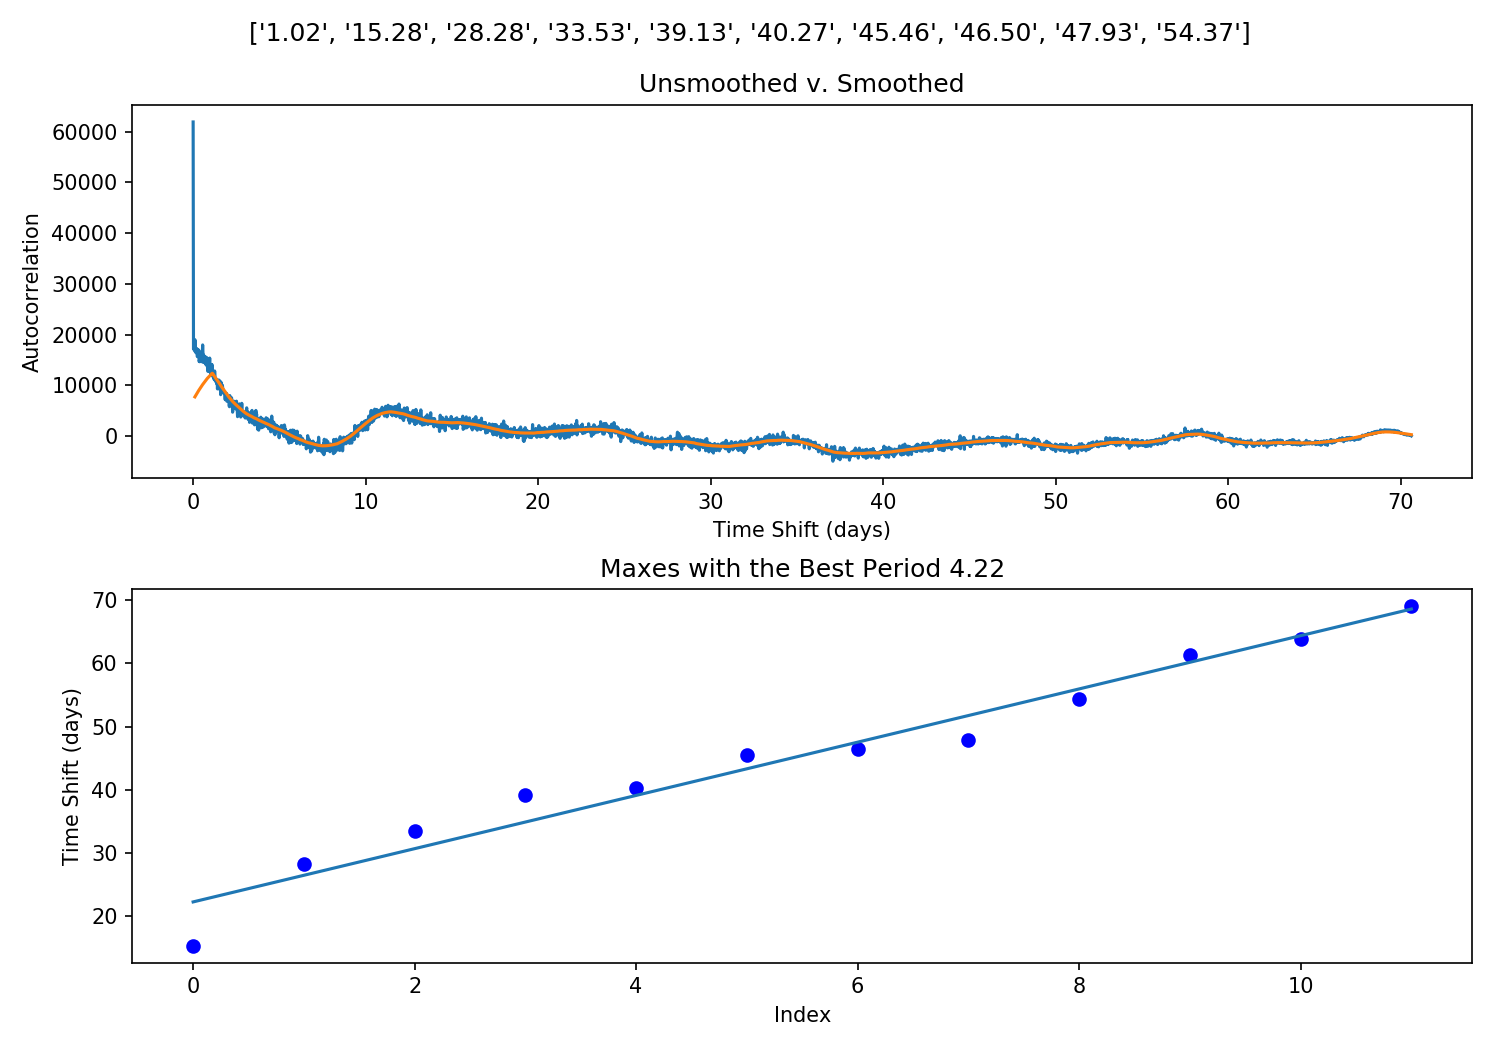 ['1.02', '15.28', '28.28', '33.53', '39.13', '40.27', '45.46', '46.50', '47.93', '54.37']
Unsmoothed v. Smoothed
60000
50000
40000
30000
20000
10000
0
Autocorrelation
0 10 20 30 40 50 60 70
Time Shift (days)
Maxes with the Best Period 4.22
70
60
50
40
30
20
Time Shift (days)
0 2 4 6 8 10
Index